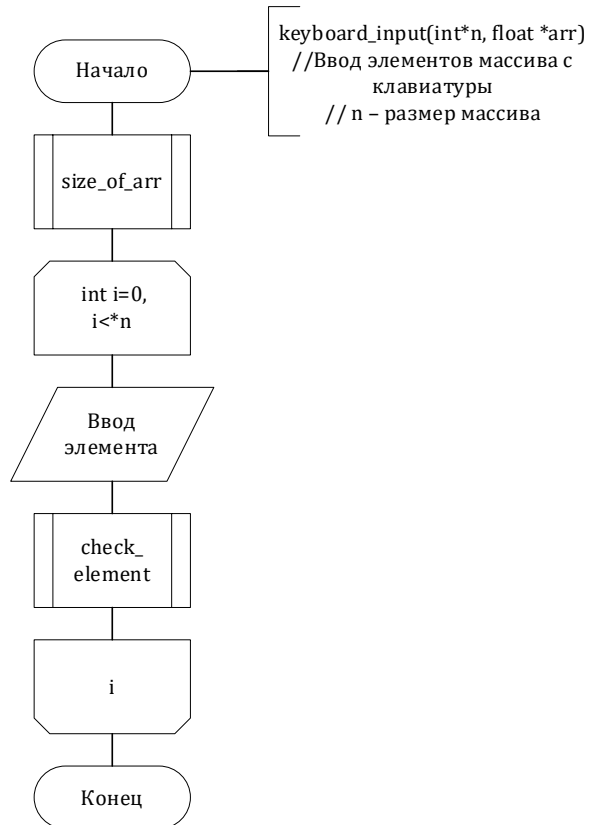 Начало
keyboard_input(int*n, float *arr)
//Ввод элементов массива с
клавиатуры
// n – размер массива
size_of_arr
int i=0,
i<*n
Ввод
элемента
check_
element
i
Конец